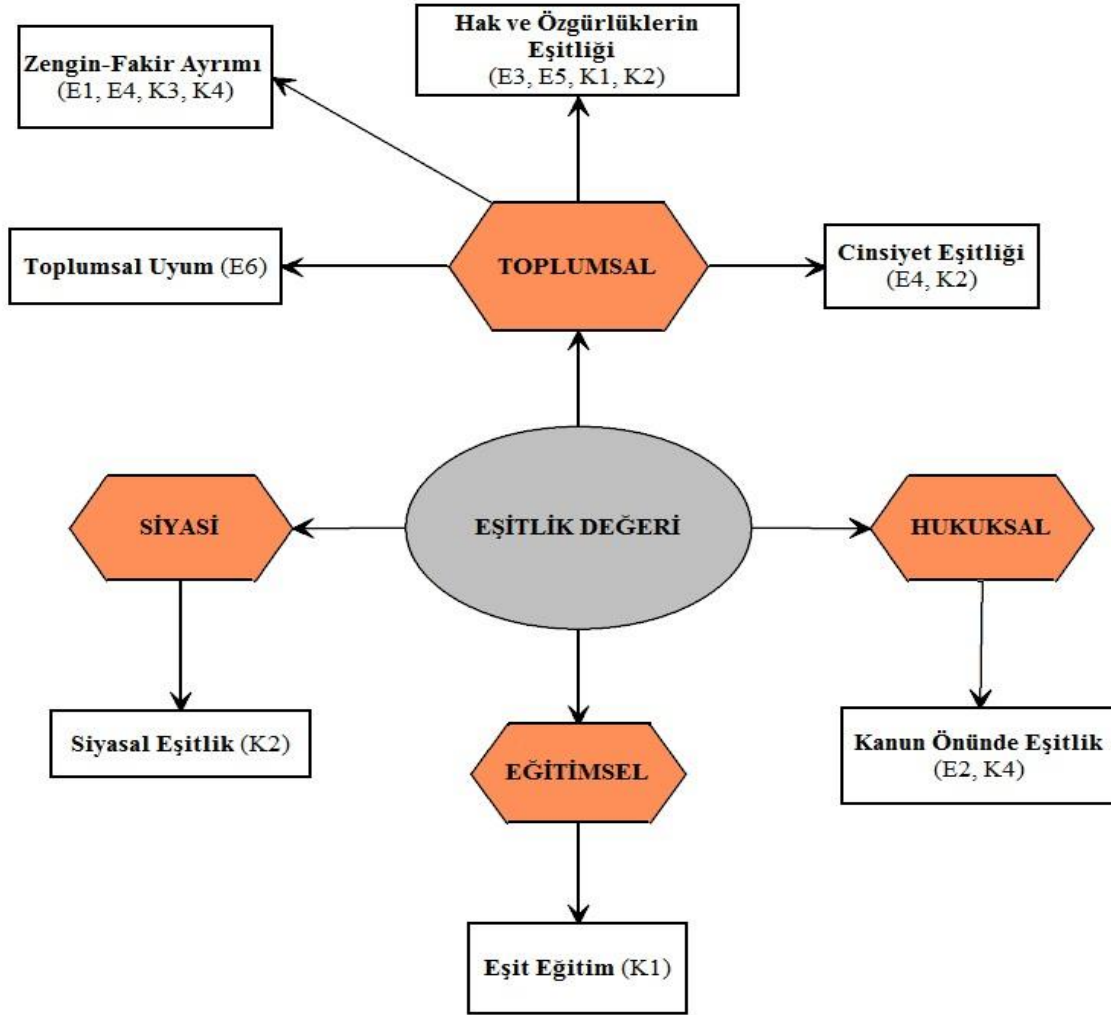 Hak ve Özgürlüklerin
Eşitliği
(E3, E5, K1, K2)
Zengin-Fakir Ayrımı
(E1, E4, K3, K4)
Toplumsal Uyum (E6)
TOPLUMSAL
Cinsiyet Eşitliği
(E4, K2)
SİYASİ
EŞİTLİK DEĞERİ
HUKUKSAL
Siyasal Eşitlik (K2)
EĞİTİMSEL
Kanun Önünde Eşitlik
(E2, K4)
Eşit Eğitim (K1)